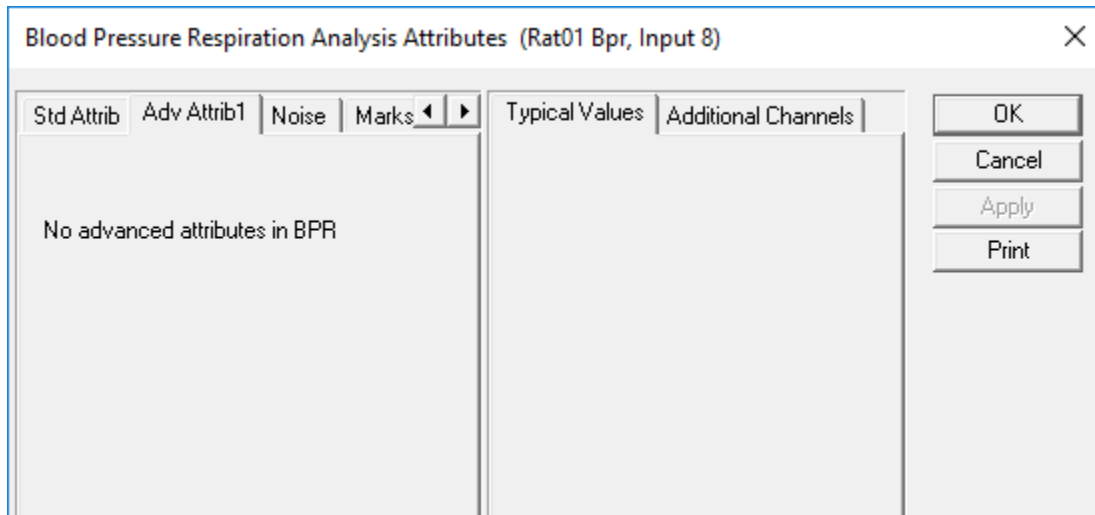 Blood Pressure Respiration Analysis Attributes (Rat01 Bpr, Input 8)
Std Attrib Adv Attrib1 Noise Marks
Typical Values Additional Channels
OK
Cancel
Apply
Print
No advanced attributes in BPR